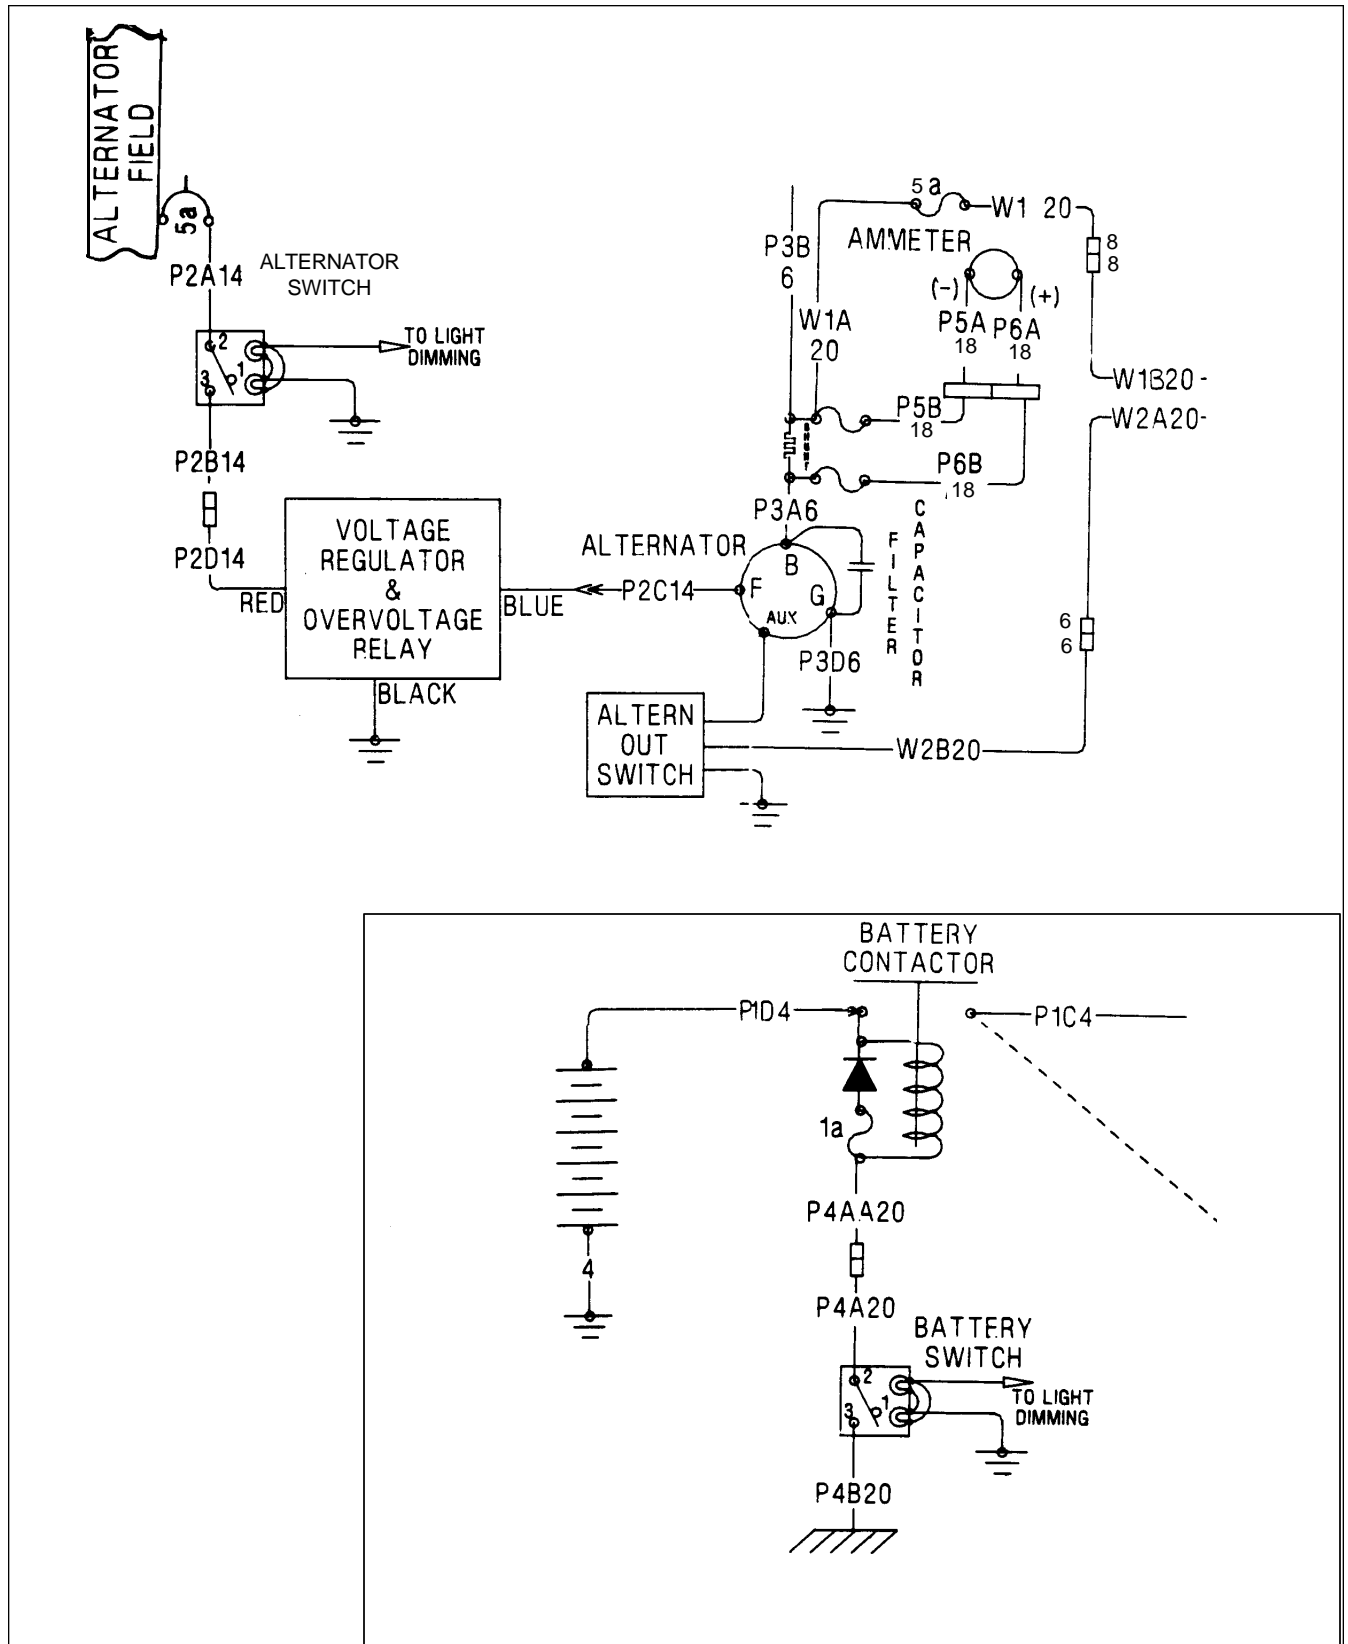 ALTERNATOR
FIELD
5a
P2A14
ALTERNATOR
SWITCH
2
1
3
TO LIGHT
DIMMING
P2B14
P2D14
RED
VOLTAGE
REGULATOR
&
OVERVOLTAGE
RELAY
BLACK
BLUE
P2C14
ALTERNATOR
F
B
G
AUX
P3A6
P3B
6
W1A
20
SHUNT
5a
W1 20
AMMETER
(-)
(+)
P5A
18
P6A
18
8
8
W1B20-
W2A20-
P5B
18
P6B
18
FILTER
CAPACITOR
P3D6
6
6
ALTERN
OUT
SWITCH
W2B20
BATTERY
CONTACTOR
P1D4
P1C4
1a
4
P4AA20
P4A20
BATTERY
SWITCH
2
1
3
TO LIGHT
DIMMING
P4B20